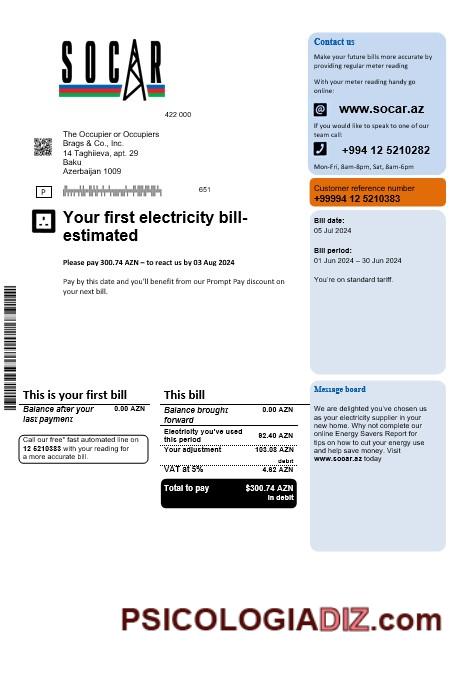 SOCAR
422 000
The Occupier or Occupiers
Brags & Co., Inc.
14 Taghiieva, apt. 29
Baku
Azerbaijan 1009
P
651
Your first electricity bill-
estimated
Please pay 300.74 AZN – to react us by 03 Aug 2024
Pay by this date and you'll benefit from our Prompt Pay discount on
your next bill.
Contact us
Make your future bills more accurate by
providing regular meter reading
With your meter reading handy go
online:
@ www.socar.az
If you would like to speak to one of our
team call:
+994 12 5210282
Mon-Fri, 8am-8pm, Sat, 8am-6pm
Customer reference number
+99994 12 5210383
Bill date:
05 Jul 2024
Bill period:
01 Jun 2024 – 30 Jun 2024
You're on standard tariff.
This is your first bill
Balance after your 0.00 AZN
last payment
Call our free* fast automated line on
12 5210383 with your reading for
a more accurate bill.
This bill
Balance brought 0.00 AZN
forward
Electricity you've used
this period 92.40 AZN
Your adjustment 103.08 AZN
debit
VAT at 5% 4.62 AZN
Total to pay $300.74 AZN
in debit
Message board
We are delighted you've chosen us
as your electricity supplier in your
new home. Why not complete our
online Energy Savers Report for
tips on how to cut your energy use
and help save money. Visit
www.socar.az today
PSICOLOGIADIZ.com